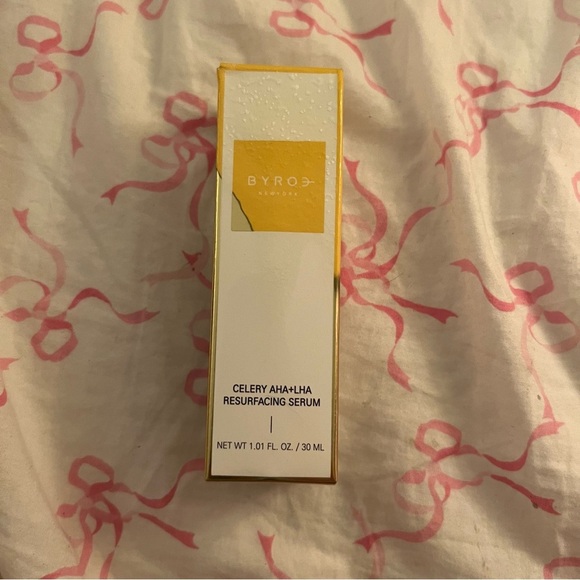 BYROE
NEW YORK
CELERY AHA+LHA
RESURFACING SERUM
NET WT 1.01 FL. OZ. / 30 ML